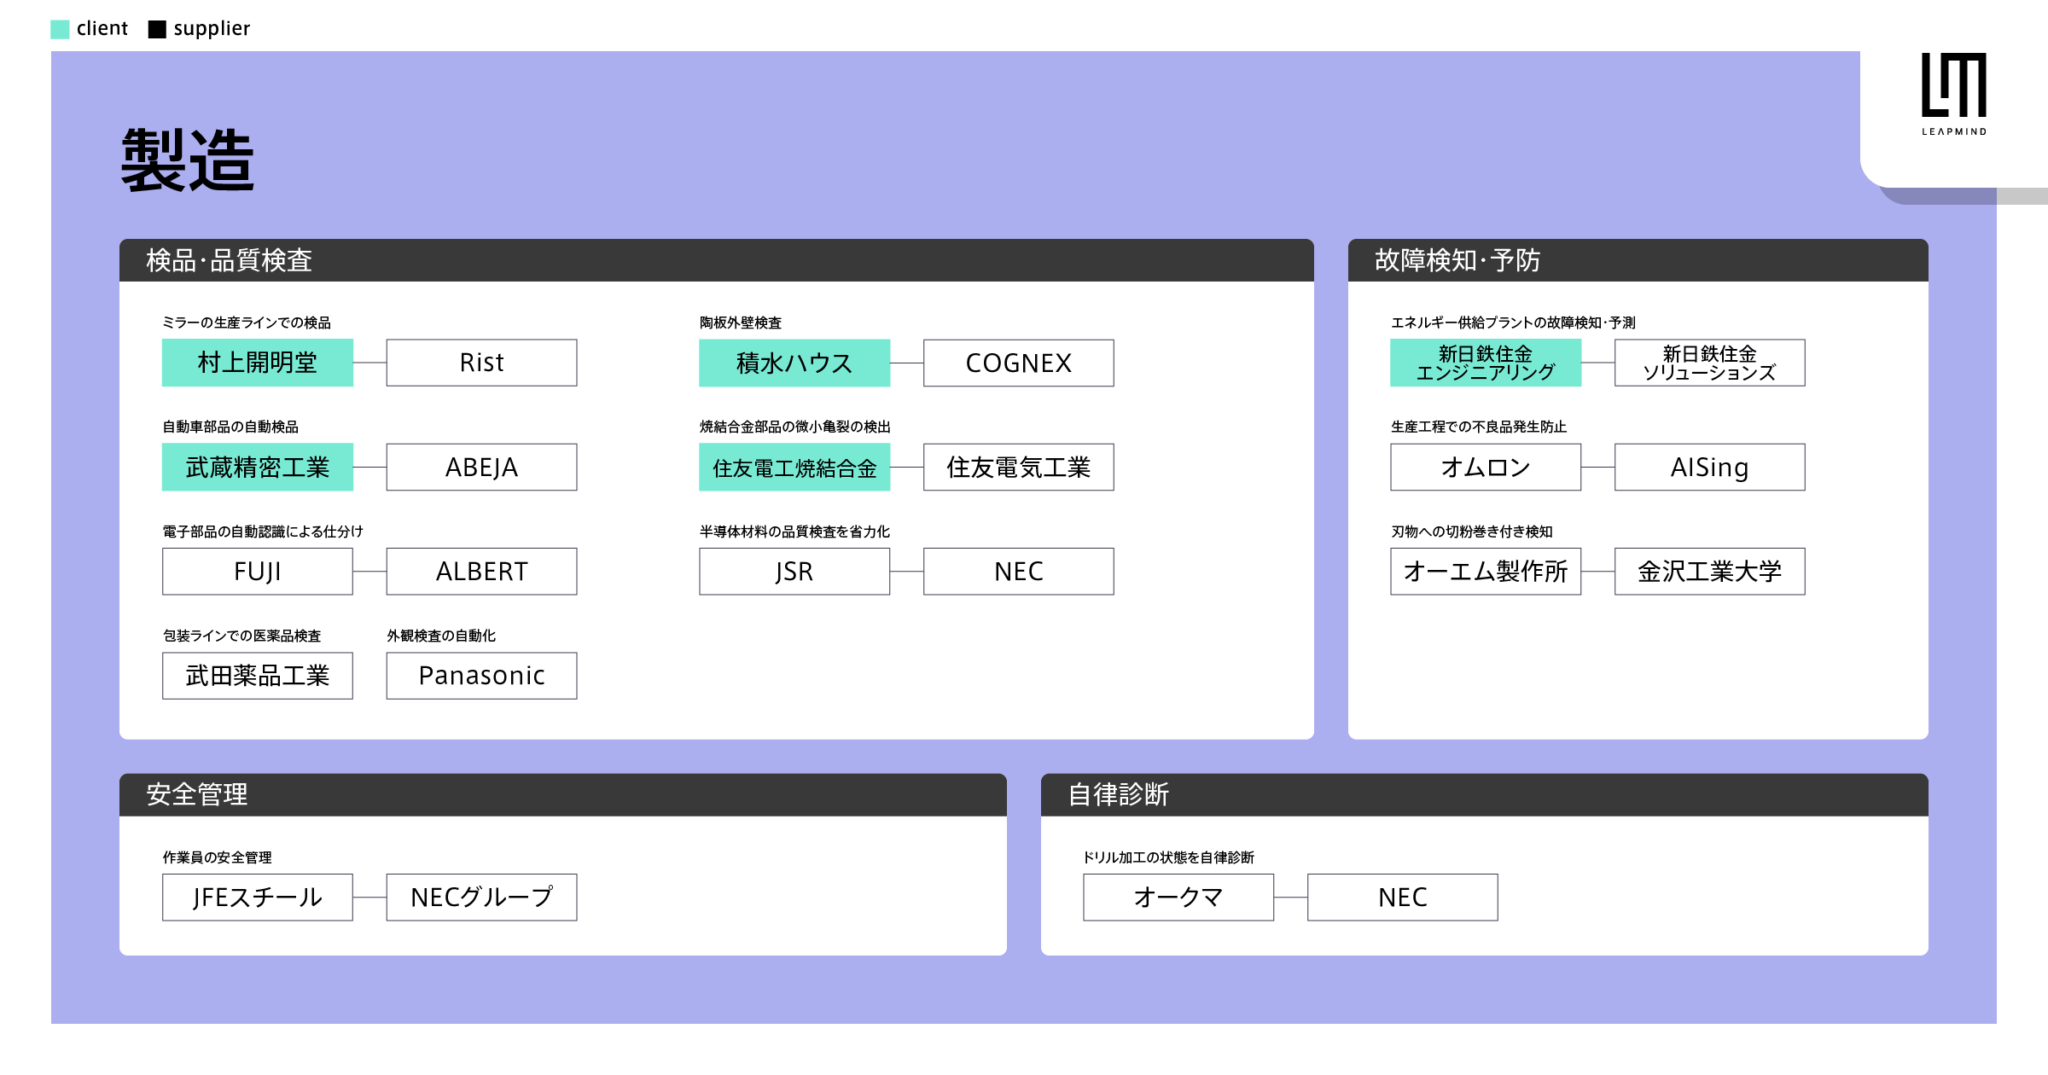 client supplier
LEAPMIND
製造
検品・品質検査
ミラーの生産ラインでの検品
村上開明堂 Rist
陶板外壁検査
積水ハウス COGNEX
自動車部品の自動検品
武蔵精密工業 ABEJA
焼結合金部品の微小亀裂の検出
住友電工焼結合金 住友電気工業
電子部品の自動認識による仕分け
FUJI ALBERT
半導体材料の品質検査を省力化
JSR NEC
包装ラインでの医薬品検査
武田薬品工業
外観検査の自動化
Panasonic
故障検知・予防
エネルギー供給プラントの故障検知・予測
新日鉄住金
エンジニアリング
新日鉄住金
ソリューションズ
生産工程での不良品発生防止
オムロン AISing
刃物への切粉巻き付き検知
オーエム製作所 金沢工業大学
安全管理
作業員の安全管理
JFEスチール NECグループ
自律診断
ドリル加工の状態を自律診断
オークマ NEC